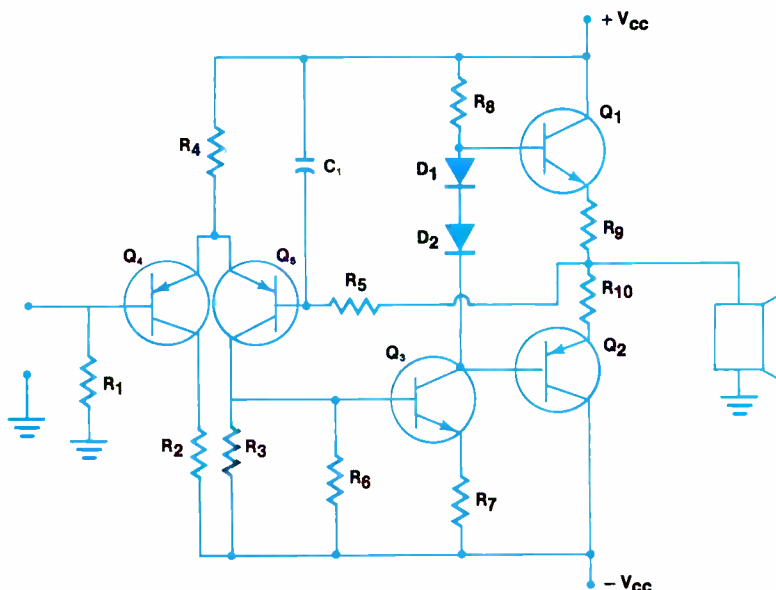 + Vcc
R8
Q1
R4
C1
D1
D2
R9
Q4
Q5
R5
R10
Q3
Q2
R1
R2
R3
R6
R7
− Vcc